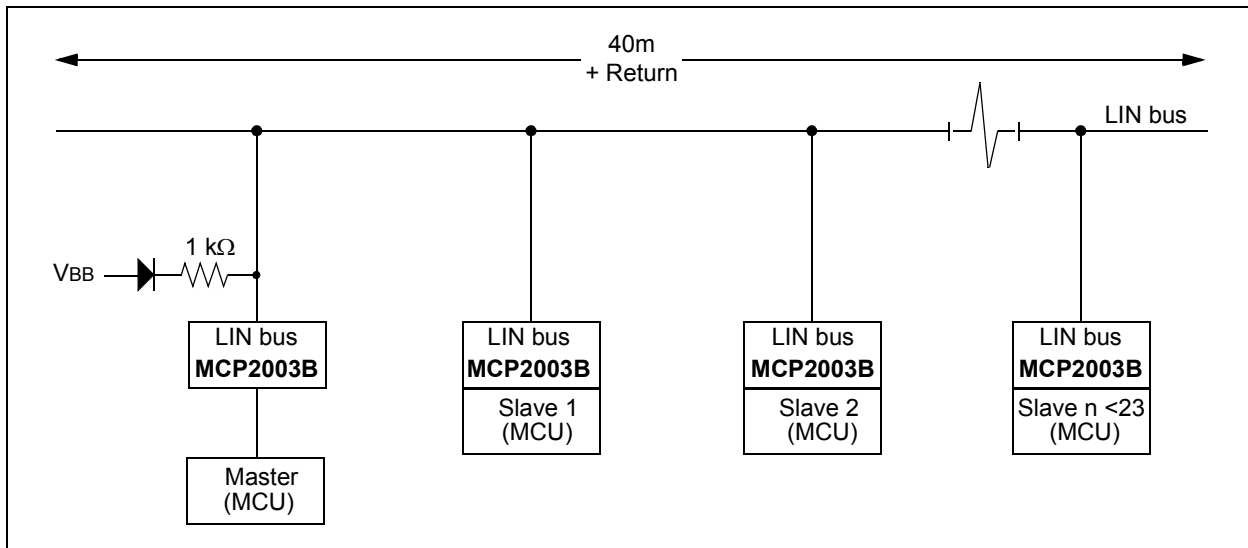 40m
+ Return
LIN bus
1 kΩ
VBB
LIN bus
MCP2003B
Master
(MCU)
LIN bus
MCP2003B
Slave 1
(MCU)
LIN bus
MCP2003B
Slave 2
(MCU)
LIN bus
MCP2003B
Slave n <23
(MCU)